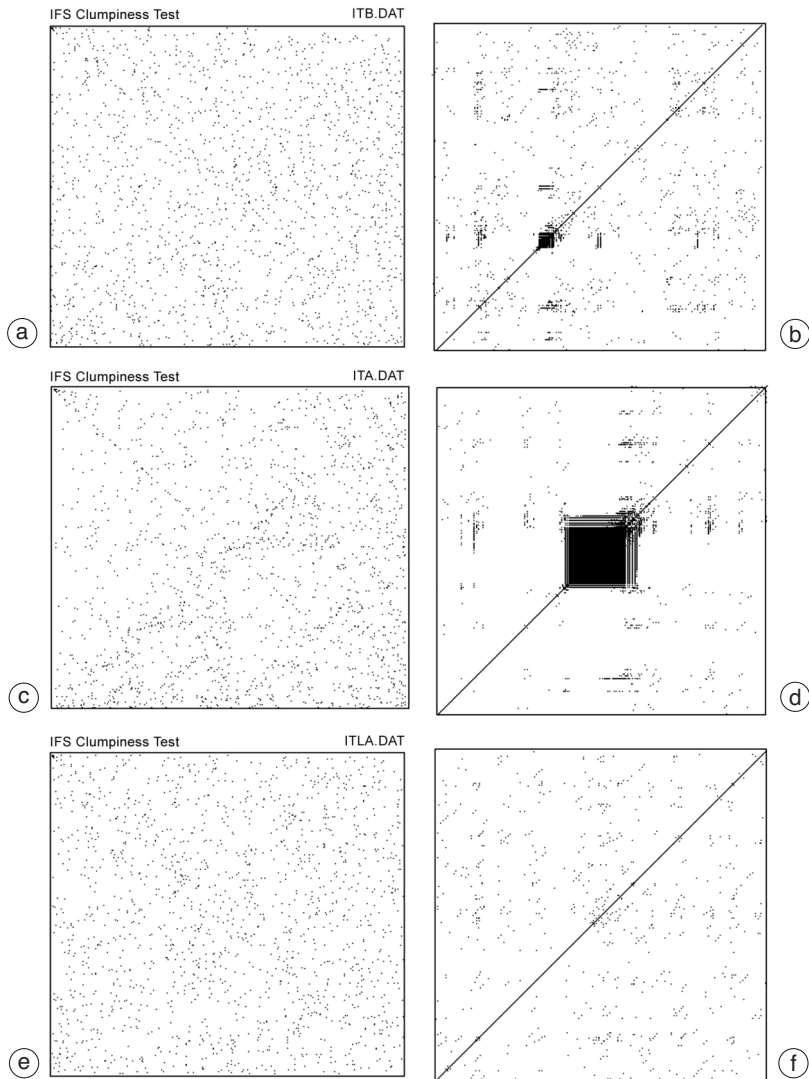 IFS Clumpiness Test ITB.DAT
a
b
IFS Clumpiness Test ITA.DAT
c
d
IFS Clumpiness Test ITLA.DAT
e
f